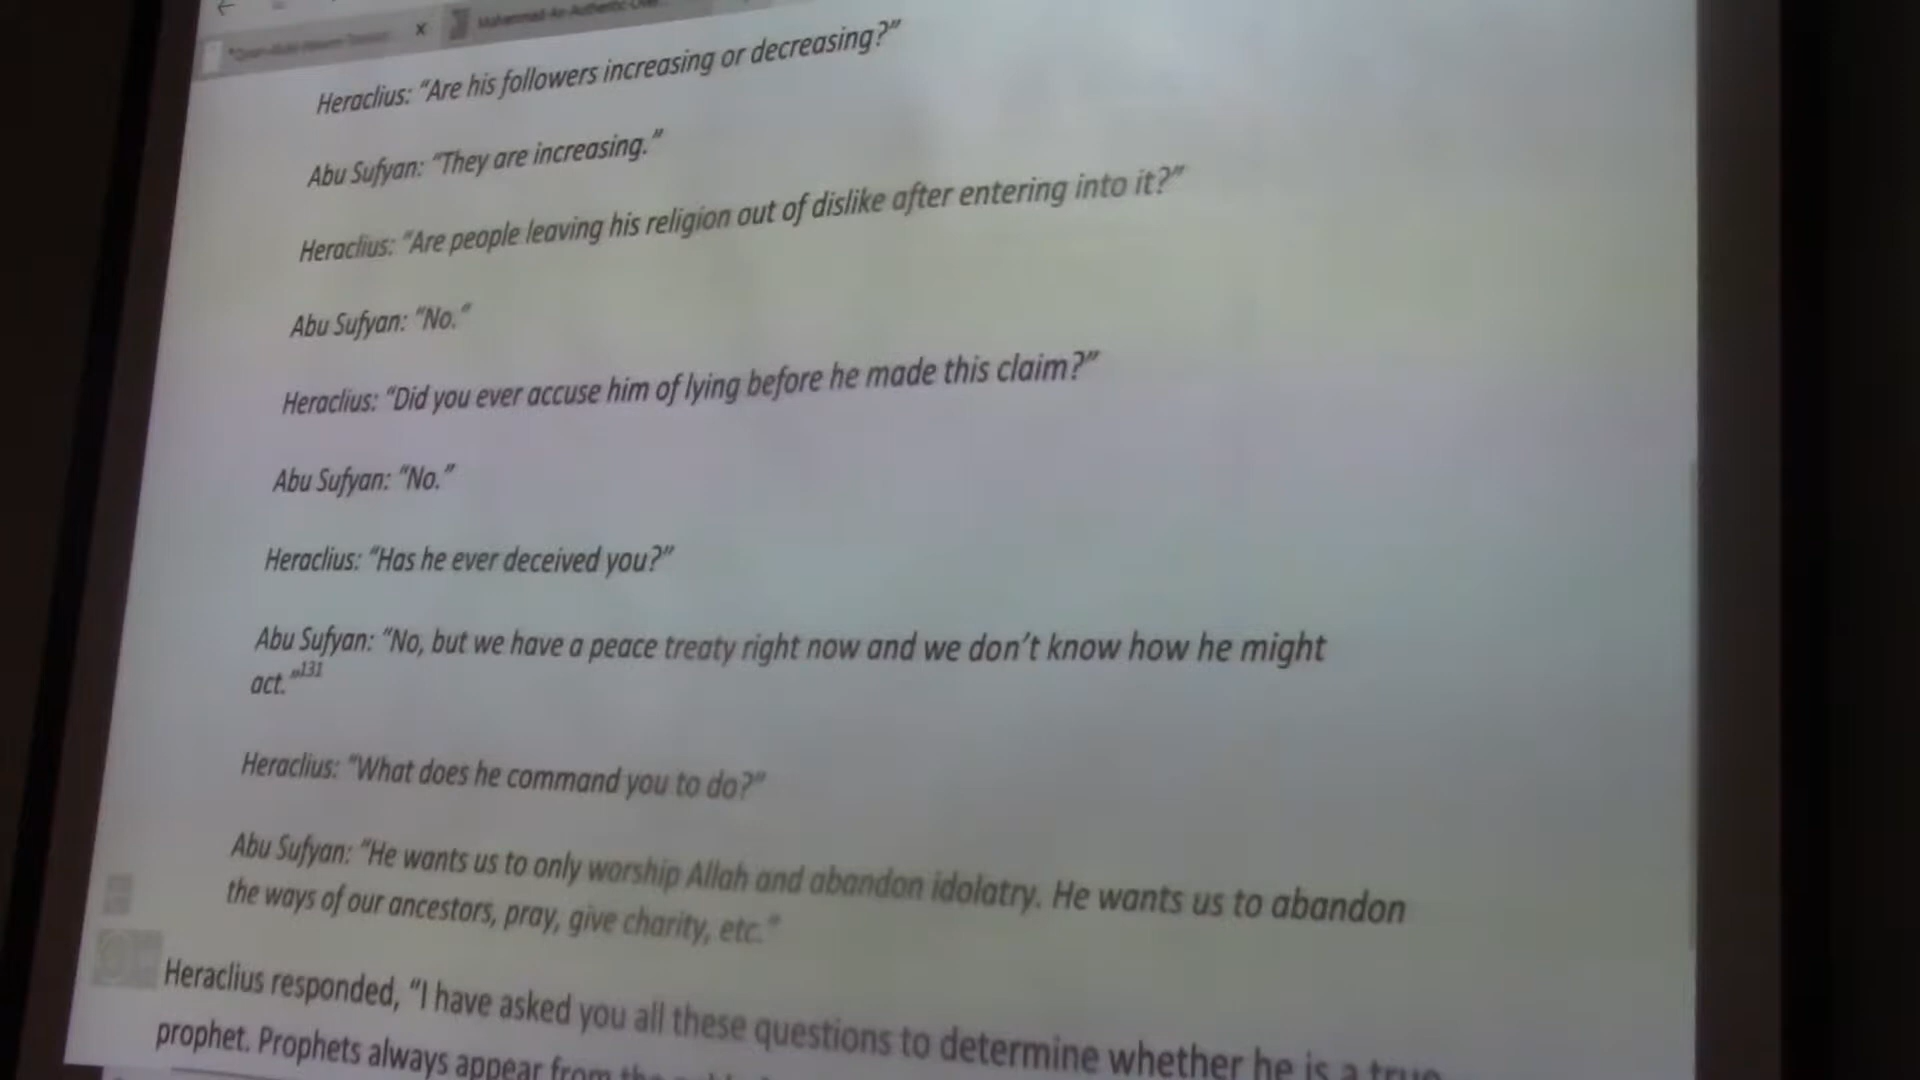 Heraclius: “Are his followers increasing or decreasing?”
Abu Sufyan: “They are increasing.”
Heraclius: “Are people leaving his religion out of dislike after entering into it?”
Abu Sufyan: “No.”
Heraclius: “Did you ever accuse him of lying before he made this claim?”
Abu Sufyan: “No.”
Heraclius: “Has he ever deceived you?”
Abu Sufyan: “No, but we have a peace treaty right now and we don’t know how he might
act.”131
Heraclius: “What does he command you to do?”
Abu Sufyan: “He wants us to only worship Allah and abandon idolatry. He wants us to abandon
the ways of our ancestors, pray, give charity, etc.”
Heraclius responded, “I have asked you all these questions to determine whether he is a true
prophet. Prophets always appear from the